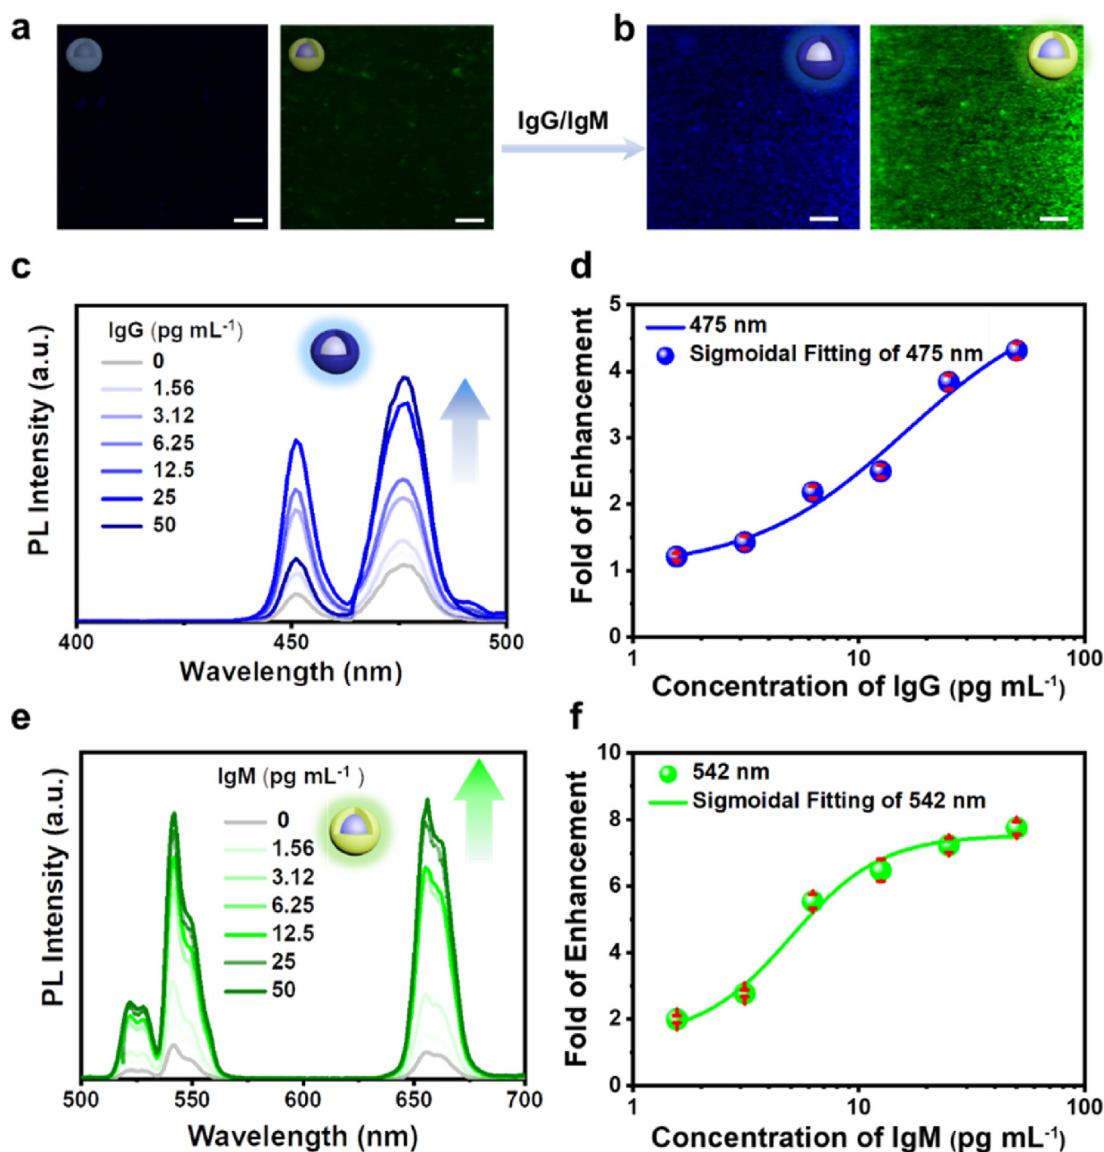 a
b
IgG/IgM
c
IgG (pg mL-1)
0
1.56
3.12
6.25
12.5
25
50
PL Intensity (a.u.)
400
450
500
Wavelength (nm)
d
475 nm
Sigmoidal Fitting of 475 nm
Fold of Enhancement
5
4
3
2
1
0
1
10
100
Concentration of IgG (pg mL-1)
e
IgM (pg mL-1)
0
1.56
3.12
6.25
12.5
25
50
PL Intensity (a.u.)
500
550
600
650
700
Wavelength (nm)
f
542 nm
Sigmoidal Fitting of 542 nm
Fold of Enhancement
10
8
6
4
2
0
1
10
100
Concentration of IgM (pg mL-1)